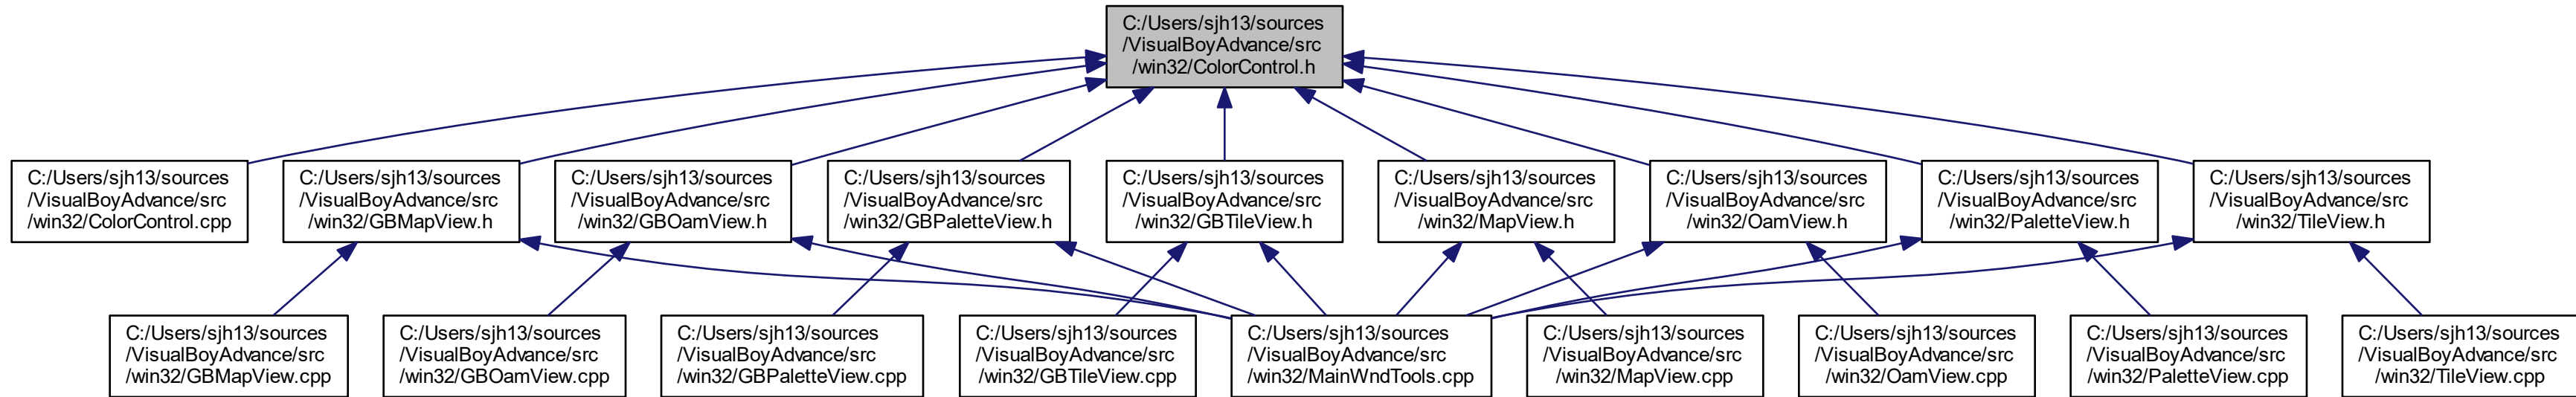 C:/Users/sjh13/sources
/VisualBoyAdvance/src
/win32/ColorControl.h
C:/Users/sjh13/sources
/VisualBoyAdvance/src
/win32/ColorControl.cpp
C:/Users/sjh13/sources
/VisualBoyAdvance/src
/win32/GBMapView.h
C:/Users/sjh13/sources
/VisualBoyAdvance/src
/win32/GBOamView.h
C:/Users/sjh13/sources
/VisualBoyAdvance/src
/win32/GBPaletteView.h
C:/Users/sjh13/sources
/VisualBoyAdvance/src
/win32/GBTileView.h
C:/Users/sjh13/sources
/VisualBoyAdvance/src
/win32/MapView.h
C:/Users/sjh13/sources
/VisualBoyAdvance/src
/win32/OamView.h
C:/Users/sjh13/sources
/VisualBoyAdvance/src
/win32/PaletteView.h
C:/Users/sjh13/sources
/VisualBoyAdvance/src
/win32/TileView.h
C:/Users/sjh13/sources
/VisualBoyAdvance/src
/win32/GBMapView.cpp
C:/Users/sjh13/sources
/VisualBoyAdvance/src
/win32/GBOamView.cpp
C:/Users/sjh13/sources
/VisualBoyAdvance/src
/win32/GBPaletteView.cpp
C:/Users/sjh13/sources
/VisualBoyAdvance/src
/win32/GBTileView.cpp
C:/Users/sjh13/sources
/VisualBoyAdvance/src
/win32/MainWndTools.cpp
C:/Users/sjh13/sources
/VisualBoyAdvance/src
/win32/MapView.cpp
C:/Users/sjh13/sources
/VisualBoyAdvance/src
/win32/OamView.cpp
C:/Users/sjh13/sources
/VisualBoyAdvance/src
/win32/PaletteView.cpp
C:/Users/sjh13/sources
/VisualBoyAdvance/src
/win32/TileView.cpp